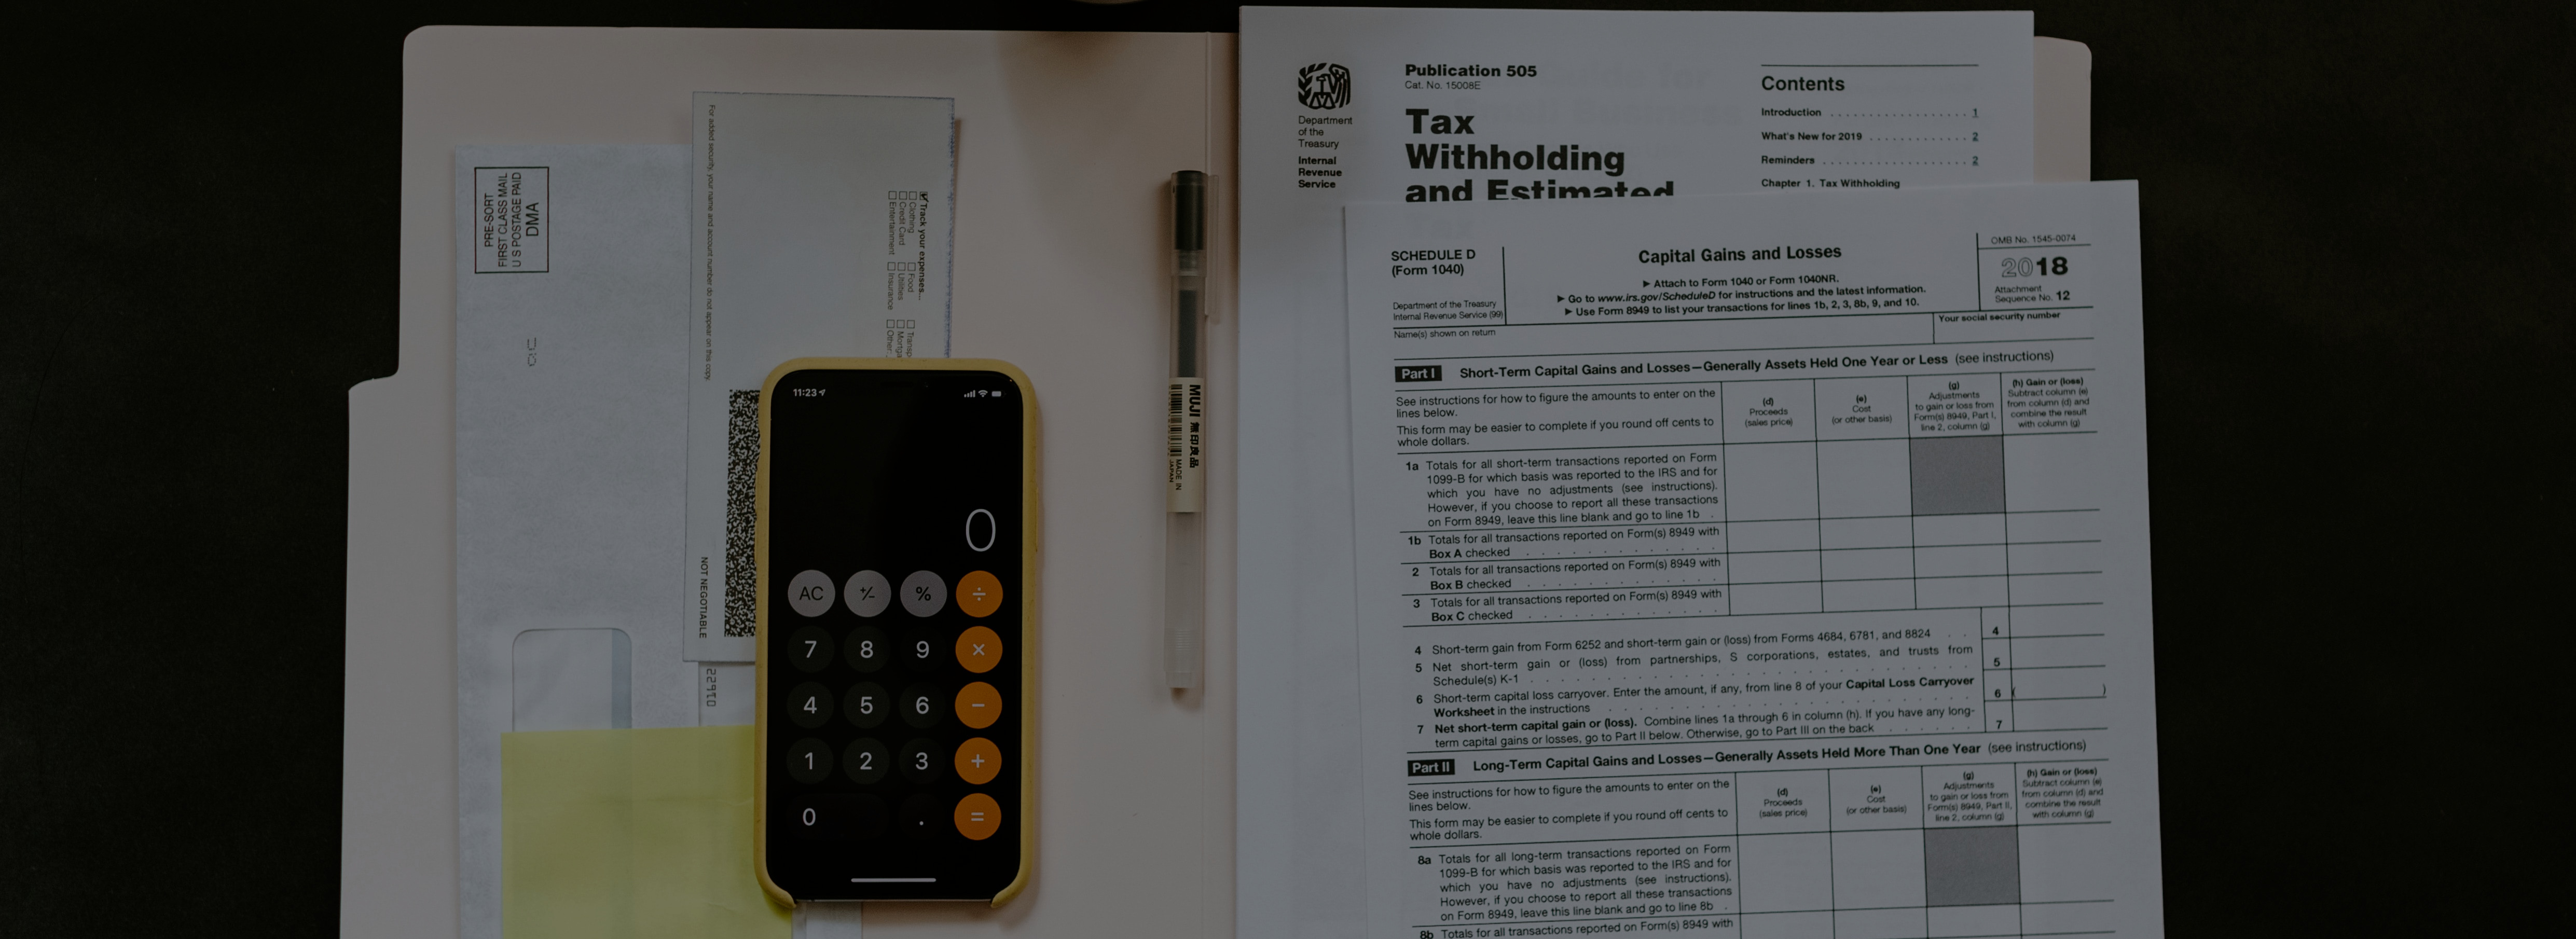 PRE-SORT
FIRST CLASS MAIL
U S POSTAGE PAID
DMA
For added security, your name and account number do not appear on this copy.
Track your expenses...
Clothing
Food
Credit Card
Utilities
Entertainment
Insurance
Other:
NOT NEGOTIABLE
11:23
0
AC
+/-
%
÷
7
8
9
×
4
5
6
−
1
2
3
+
0
.
=
MUJI 無印良品
MADE IN
JAPAN
Department
of the
Treasury
Internal
Revenue
Service
Publication 505
Cat. No. 15008E
Tax
Withholding
and Estimated
Contents
Introduction . . . . . . . . . . . . . . . . . . 1
What's New for 2019 . . . . . . . . . . 2
Reminders . . . . . . . . . . . . . . . . . . . 2
Chapter 1. Tax Withholding
SCHEDULE D
(Form 1040)
Department of the Treasury
Internal Revenue Service (99)
Capital Gains and Losses
► Attach to Form 1040 or Form 1040NR.
► Go to www.irs.gov/ScheduleD for instructions and the latest information.
► Use Form 8949 to list your transactions for lines 1b, 2, 3, 8b, 9, and 10.
OMB No. 1545-0074
2018
Attachment
Sequence No. 12
Name(s) shown on return
Your social security number
Part I Short-Term Capital Gains and Losses—Generally Assets Held One Year or Less (see instructions)
See instructions for how to figure the amounts to enter on the
lines below.
This form may be easier to complete if you round off cents to
whole dollars.
(d)
Proceeds
(sales price)
(e)
Cost
(or other basis)
(g)
Adjustments
to gain or loss from
Form(s) 8949, Part I,
line 2, column (g)
(h) Gain or (loss)
Subtract column (e)
from column (d) and
combine the result
with column (g)
1a Totals for all short-term transactions reported on Form
1099-B for which basis was reported to the IRS and for
which you have no adjustments (see instructions).
However, if you choose to report all these transactions
on Form 8949, leave this line blank and go to line 1b .
1b Totals for all transactions reported on Form(s) 8949 with
Box A checked . . . . . . . . . . . . .
2 Totals for all transactions reported on Form(s) 8949 with
Box B checked . . . . . . . . . . . . .
3 Totals for all transactions reported on Form(s) 8949 with
Box C checked . . . . . . . . . . . . .
4 Short-term gain from Form 6252 and short-term gain or (loss) from Forms 4684, 6781, and 8824 . . 4
5 Net short-term gain or (loss) from partnerships, S corporations, estates, and trusts from
Schedule(s) K-1 . . . . . . . . . . . . . . . . . . . . . 5
6 Short-term capital loss carryover. Enter the amount, if any, from line 8 of your Capital Loss Carryover
Worksheet in the instructions . . . . . . . . . . . . . . . . . 6 ( )
7 Net short-term capital gain or (loss). Combine lines 1a through 6 in column (h). If you have any long-
term capital gains or losses, go to Part II below. Otherwise, go to Part III on the back . . . . . 7
Part II Long-Term Capital Gains and Losses—Generally Assets Held More Than One Year (see instructions)
See instructions for how to figure the amounts to enter on the
lines below.
This form may be easier to complete if you round off cents to
whole dollars.
(d)
Proceeds
(sales price)
(e)
Cost
(or other basis)
(g)
Adjustments
to gain or loss from
Form(s) 8949, Part II,
line 2, column (g)
(h) Gain or (loss)
Subtract column (e)
from column (d) and
combine the result
with column (g)
8a Totals for all long-term transactions reported on Form
1099-B for which basis was reported to the IRS and for
which you have no adjustments (see instructions).
However, if you choose to report all these transactions
on Form 8949, leave this line blank and go to line 8b .
8b Totals for all transactions reported on Form(s) 8949 with